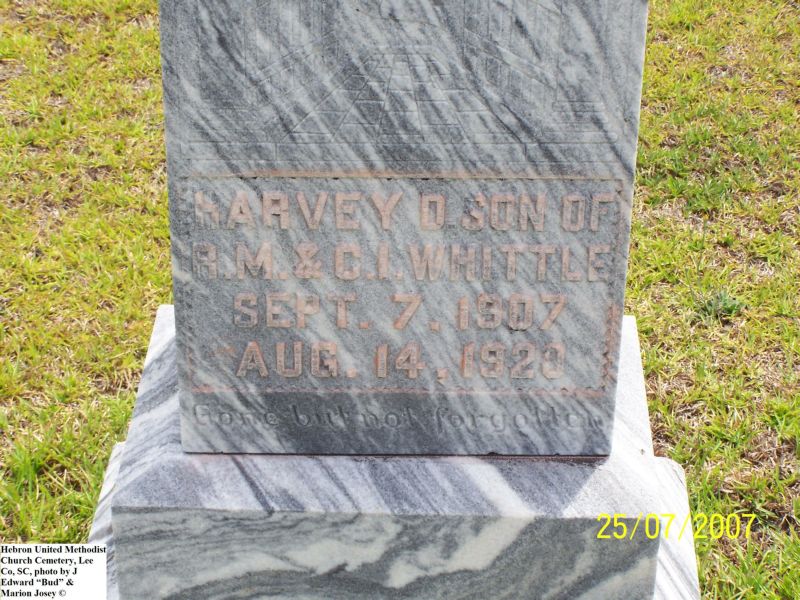 HARVEY D. SON OF
R.M. & C.I. WHITTLE
SEPT. 7, 1907
AUG. 14, 1920
Gone but not forgotten
25/07/2007
Hebron United Methodist
Church Cemetery, Lee
Co, SC, photo by J
Edward “Bud” &
Marion Josey ©